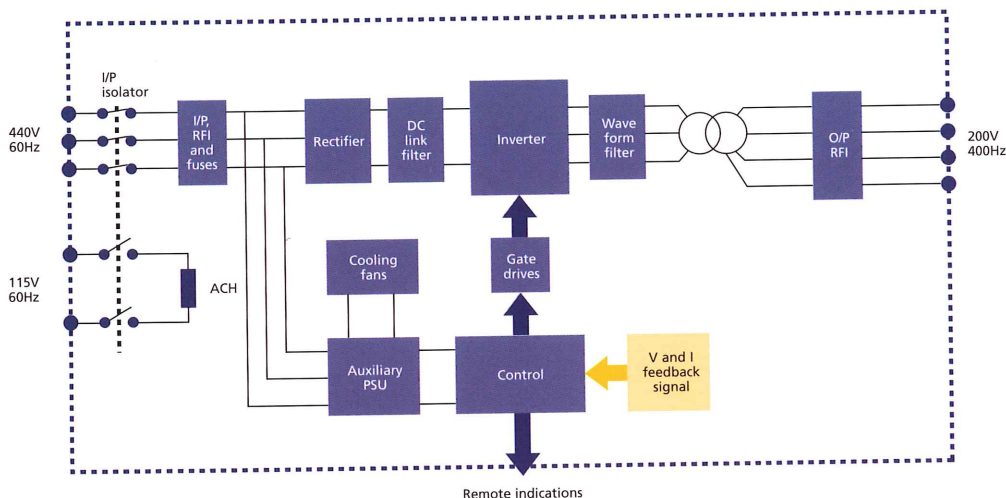 I/P
isolator
440V
60Hz
I/P,
RFI
and
fuses
Rectifier
DC
link
filter
Inverter
Wave
form
filter
O/P
RFI
200V
400Hz
115V
60Hz
ACH
Cooling
fans
Gate
drives
Auxiliary
PSU
Control
V and I
feedback
signal
Remote indications